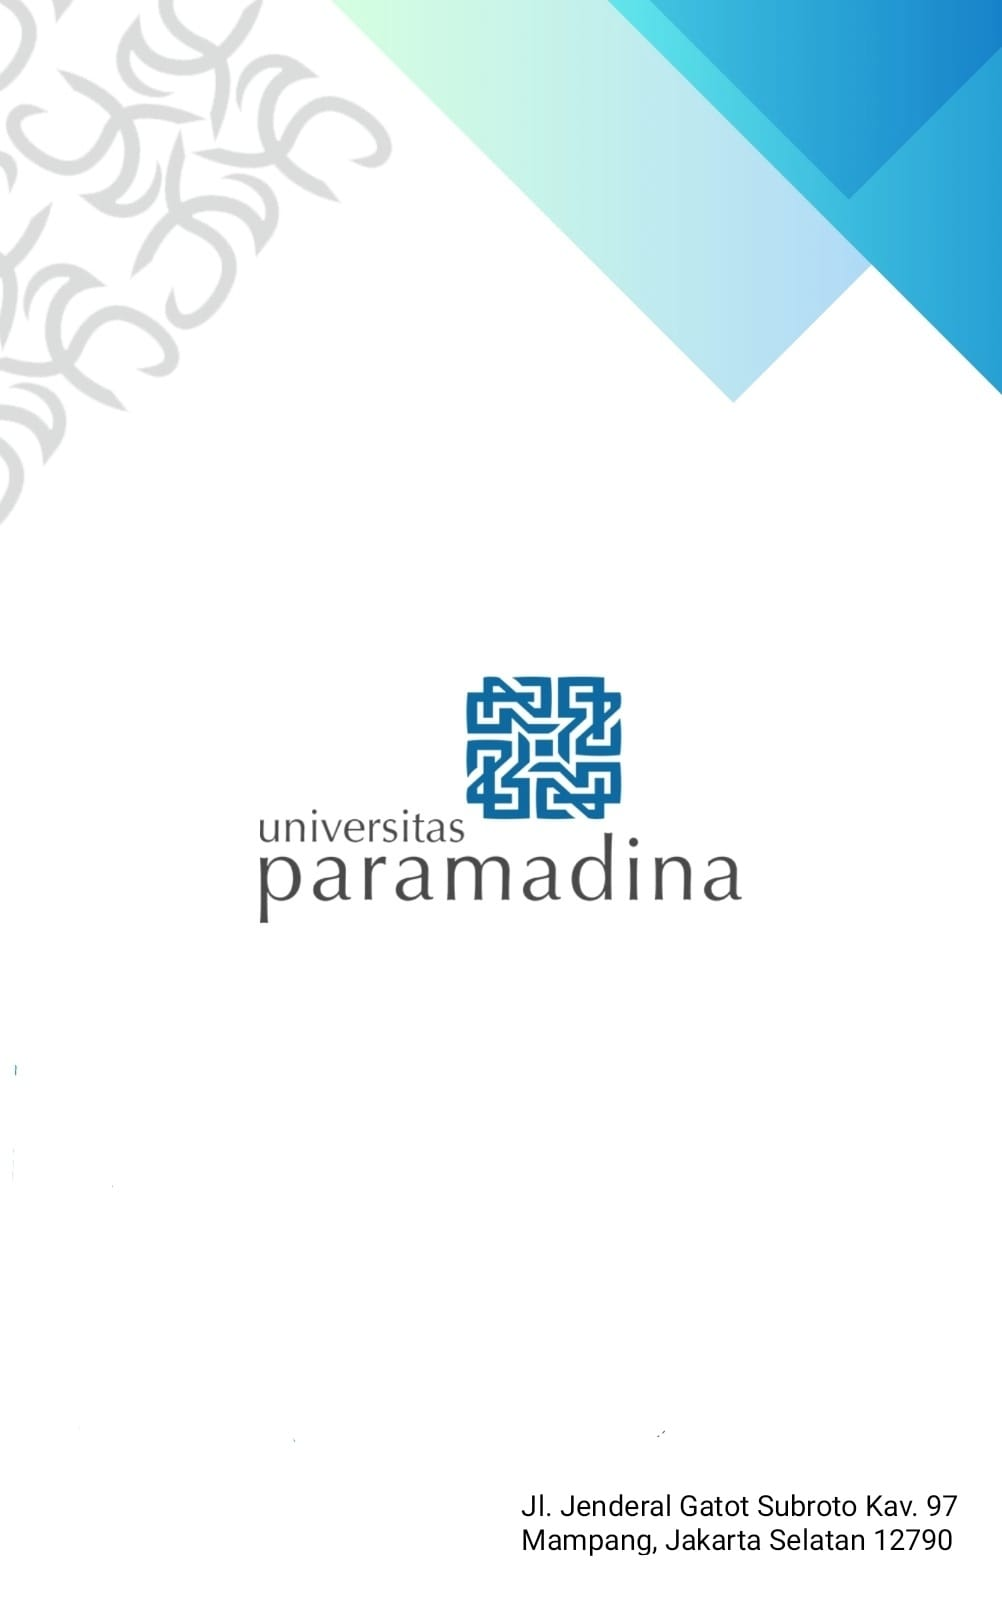 universitas
paramadina
Jl. Jenderal Gatot Subroto Kav. 97
Mampang, Jakarta Selatan 12790